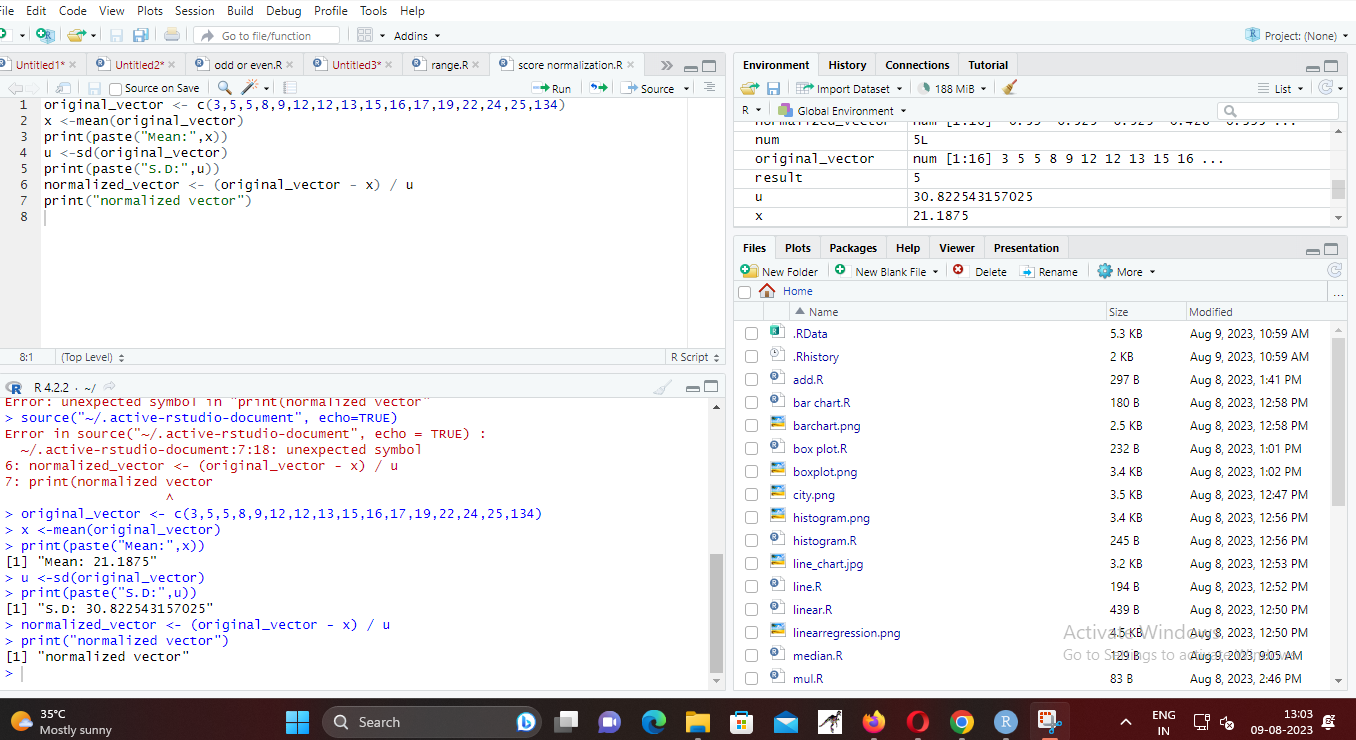 File Edit Code View Plots Session Build Debug Profile Tools Help
Go to file/function Addins Project: (None)
Untitled1* Untitled2* odd or even.R Untitled3* range.R score normalization.R
Source on Save Run Source
1 original_vector <- c(3,5,5,8,9,12,12,13,15,16,17,19,22,24,25,134)
2 x <-mean(original_vector)
3 print(paste("Mean:",x))
4 u <-sd(original_vector)
5 print(paste("S.D:",u))
6 normalized_vector <- (original_vector - x) / u
7 print("normalized vector")
8
8:1 (Top Level) R Script
R 4.2.2 · ~/
Error: unexpected symbol in "print(normalized vector"
> source("~/.active-rstudio-document", echo=TRUE)
Error in source("~/.active-rstudio-document", echo = TRUE) :
~/.active-rstudio-document:7:18: unexpected symbol
6: normalized_vector <- (original_vector - x) / u
7: print(normalized vector
^
> original_vector <- c(3,5,5,8,9,12,12,13,15,16,17,19,22,24,25,134)
> x <-mean(original_vector)
> print(paste("Mean:",x))
[1] "Mean: 21.1875"
> u <-sd(original_vector)
> print(paste("S.D:",u))
[1] "S.D: 30.822543157025"
> normalized_vector <- (original_vector - x) / u
> print("normalized vector")
[1] "normalized vector"
>
Environment History Connections Tutorial
Import Dataset 188 MiB List
R Global Environment
normalized_vector num [1:16]
num 5L
original_vector num [1:16] 3 5 5 8 9 12 12 13 15 16 ...
result 5
u 30.822543157025
x 21.1875
Files Plots Packages Help Viewer Presentation
New Folder New Blank File Delete Rename More
Home ...
Name Size Modified
.RData 5.3 KB Aug 9, 2023, 10:59 AM
.Rhistory 2 KB Aug 9, 2023, 10:59 AM
add.R 297 B Aug 8, 2023, 1:41 PM
bar chart.R 180 B Aug 8, 2023, 12:58 PM
barchart.png 2.5 KB Aug 8, 2023, 12:58 PM
box plot.R 232 B Aug 8, 2023, 1:01 PM
boxplot.png 3.4 KB Aug 8, 2023, 1:02 PM
city.png 3.5 KB Aug 8, 2023, 12:47 PM
histogram.png 3.4 KB Aug 8, 2023, 12:56 PM
histogram.R 245 B Aug 8, 2023, 12:56 PM
line_chart.jpg 3.2 KB Aug 8, 2023, 12:53 PM
line.R 194 B Aug 8, 2023, 12:52 PM
linear.R 439 B Aug 8, 2023, 12:50 PM
linearregression.png 4.5 KB Aug 8, 2023, 12:50 PM
median.R 129 B Aug 9, 2023, 9:05 AM
mul.R 83 B Aug 8, 2023, 2:46 PM
Activate Windows
Go to Settings to activate Windows.
35°C
Mostly sunny
Search
ENG
IN
13:03
09-08-2023